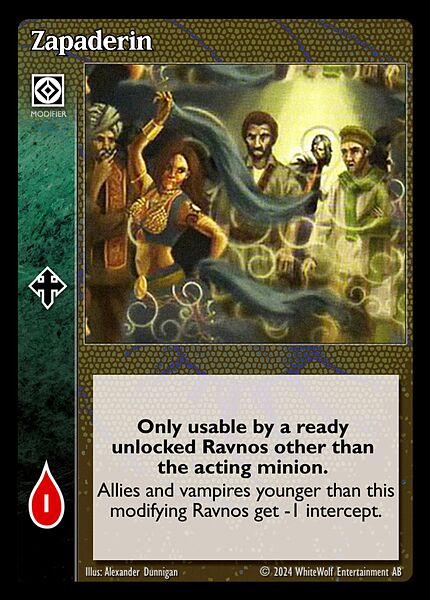 Zapaderin
MODIFIER
Only usable by a ready
unlocked Ravnos other than
the acting minion.
Allies and vampires younger than this
modifying Ravnos get -1 intercept.
1
Illus: Alexander Dunnigan © 2024 WhiteWolf Entertainment AB